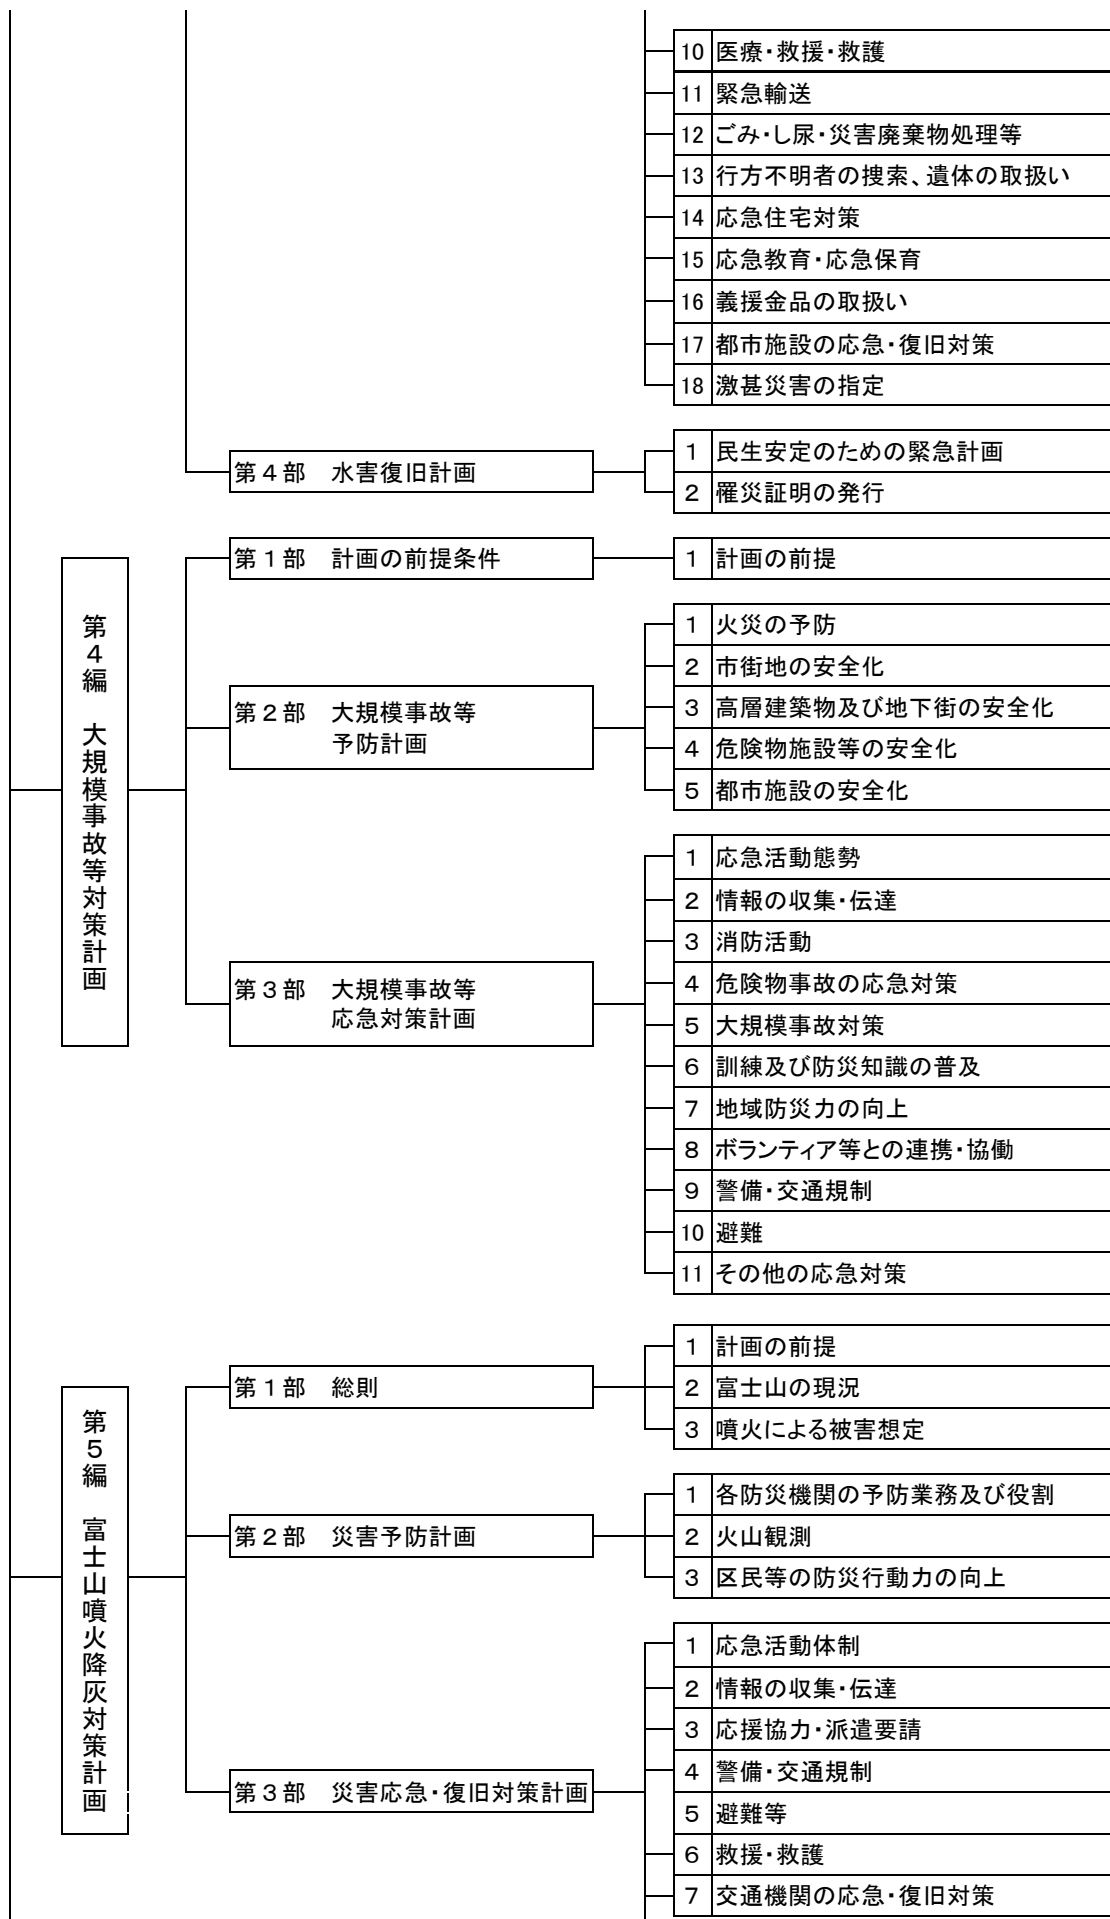 10 医療・救援・救護
11 緊急輸送
12 ごみ・し尿・災害廃棄物処理等
13 行方不明者の捜索、遺体の取扱い
14 応急住宅対策
15 応急教育・応急保育
16 義援金品の取扱い
17 都市施設の応急・復旧対策
18 激甚災害の指定
第４部　水害復旧計画
1 民生安定のための緊急計画
2 罹災証明の発行
第４編　大規模事故等対策計画
第１部　計画の前提条件
1 計画の前提
第２部　大規模事故等
予防計画
1 火災の予防
2 市街地の安全化
3 高層建築物及び地下街の安全化
4 危険物施設等の安全化
5 都市施設の安全化
第３部　大規模事故等
応急対策計画
1 応急活動態勢
2 情報の収集・伝達
3 消防活動
4 危険物事故の応急対策
5 大規模事故対策
6 訓練及び防災知識の普及
7 地域防災力の向上
8 ボランティア等との連携・協働
9 警備・交通規制
10 避難
11 その他の応急対策
第５編　富士山噴火降灰対策計画
第１部　総則
1 計画の前提
2 富士山の現況
3 噴火による被害想定
第２部　災害予防計画
1 各防災機関の予防業務及び役割
2 火山観測
3 区民等の防災行動力の向上
第３部　災害応急・復旧対策計画
1 応急活動体制
2 情報の収集・伝達
3 応援協力・派遣要請
4 警備・交通規制
5 避難等
6 救援・救護
7 交通機関の応急・復旧対策